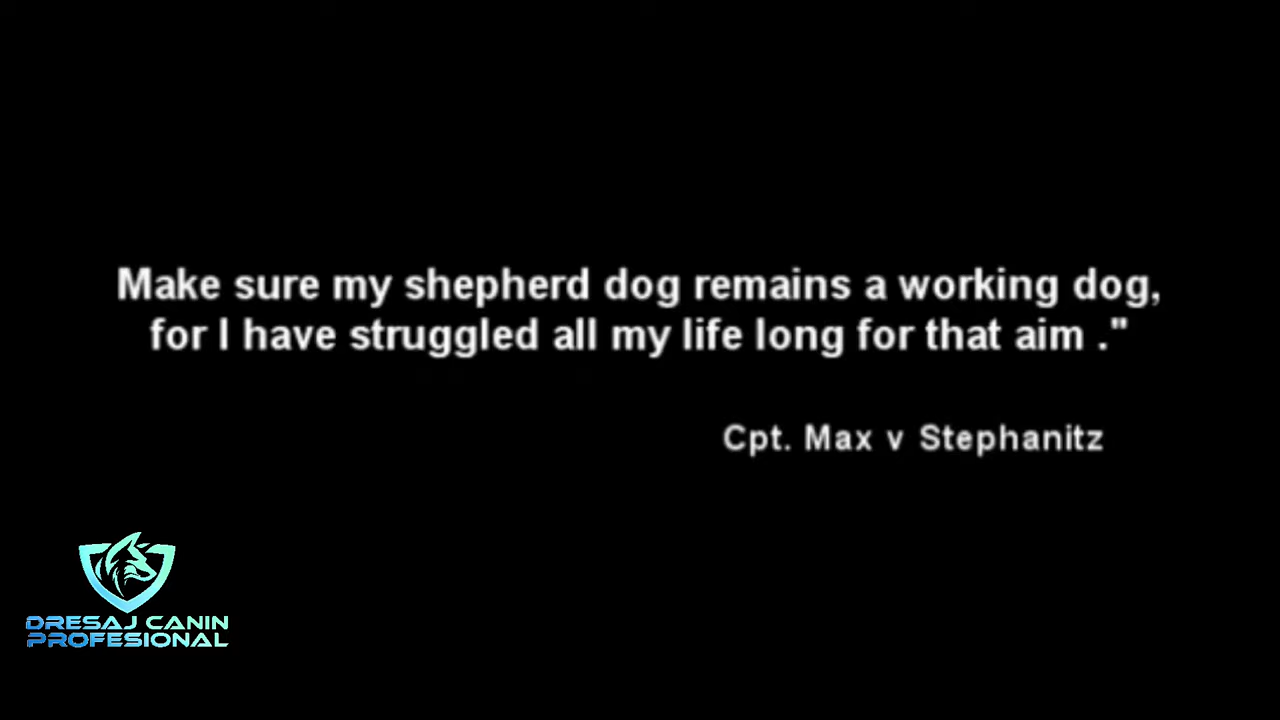 Make sure my shepherd dog remains a working dog,
for I have struggled all my life long for that aim ."
Cpt. Max v Stephanitz
DRESAJ CANIN
PROFESIONAL